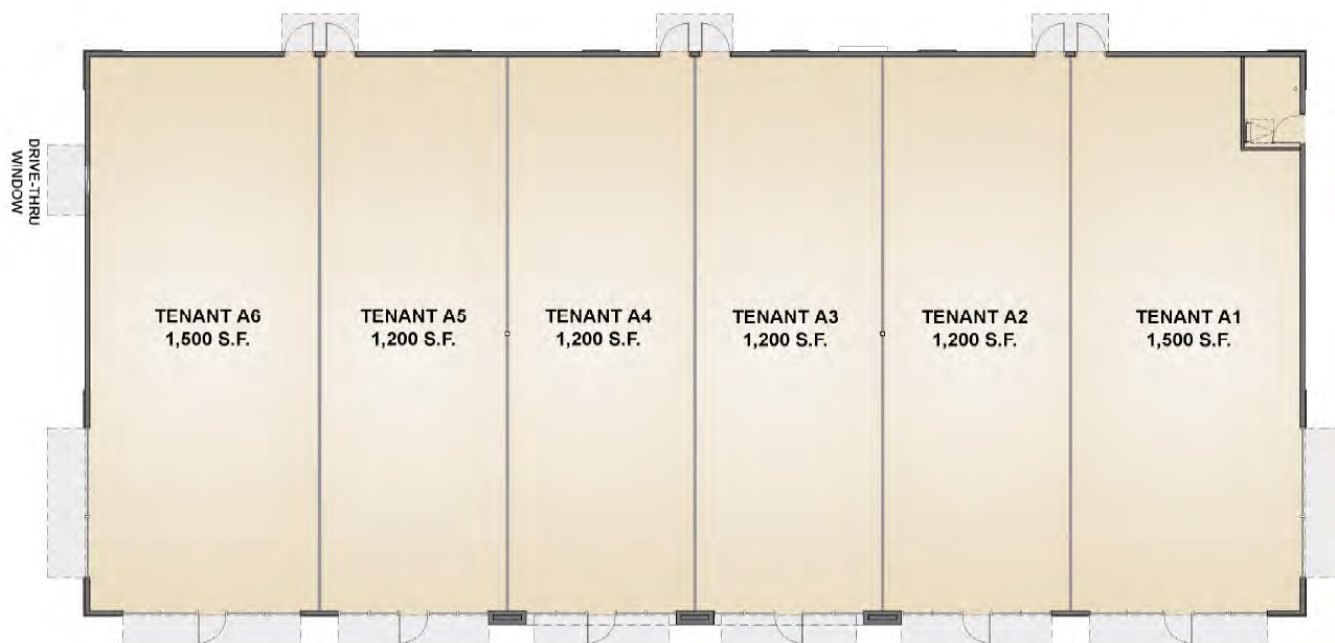 DRIVE-THRU
WINDOW
TENANT A6
1,500 S.F.
TENANT A5
1,200 S.F.
TENANT A4
1,200 S.F.
TENANT A3
1,200 S.F.
TENANT A2
1,200 S.F.
TENANT A1
1,500 S.F.